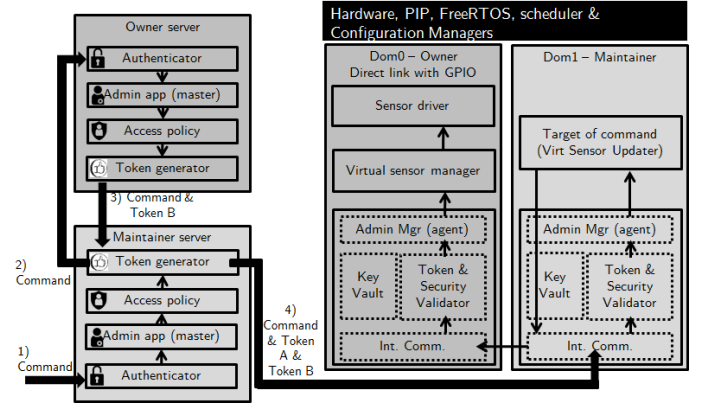 Owner server
Authenticator
Admin app (master)
Access policy
Token generator
3) Command &
Token B
Maintainer server
Token generator
Access policy
Admin app (master)
Authenticator
2)
Command
1)
Command
4)
Command
& Token
A &
Token B
Hardware, PIP, FreeRTOS, scheduler &
Configuration Managers
Dom0 – Owner
Direct link with GPIO
Sensor driver
Virtual sensor manager
Admin Mgr (agent)
Key
Vault
Token &
Security
Validator
Int. Comm.
Dom1 – Maintainer
Target of command
(Virt Sensor Updater)
Admin Mgr (agent)
Key
Vault
Token &
Security
Validator
Int. Comm.